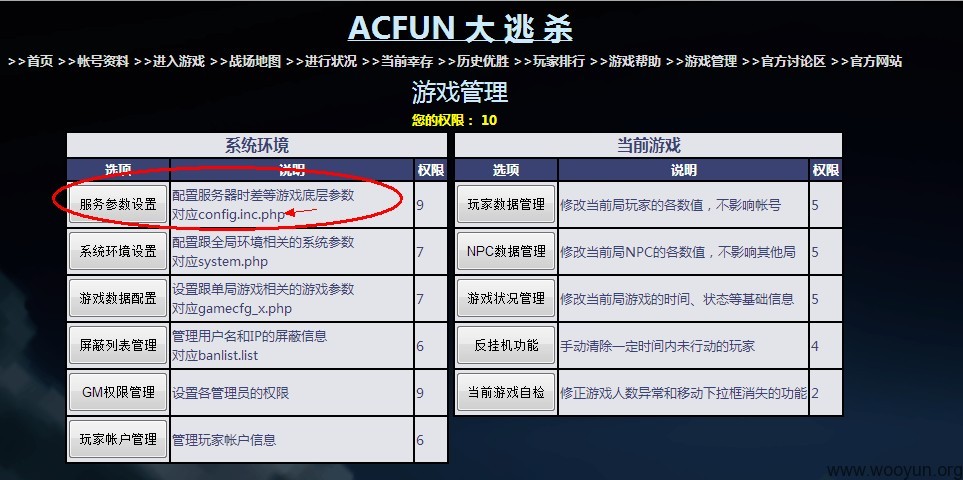 ACFUN 大 逃 杀
>>首页 >>帐号资料 >>进入游戏 >>战场地图 >>进行状况 >>当前幸存 >>历史优胜 >>玩家排行 >>游戏帮助 >>游戏管理 >>官方讨论区 >>官方网站
游戏管理
您的权限： 10
系统环境
选项 说明 权限
服务参数设置 配置服务器时差等游戏底层参数 9
对应config.inc.php
系统环境设置 配置跟全局环境相关的系统参数 7
对应system.php
游戏数据配置 设置跟单局游戏相关的游戏参数 7
对应gamecfg_x.php
屏蔽列表管理 管理用户名和IP的屏蔽信息 6
对应banlist.list
GM权限管理 设置各管理员的权限 9
玩家帐户管理 管理玩家帐户信息 6
当前游戏
选项 说明 权限
玩家数据管理 修改当前局玩家的各数值，不影响帐号 5
NPC数据管理 修改当前局NPC的各数值，不影响其他局 5
游戏状况管理 修改当前局游戏的时间、状态等基础信息 5
反挂机功能 手动清除一定时间内未行动的玩家 4
当前游戏自检 修正游戏人数异常和移动下拉框消失的功能 2
www.wooyun.org